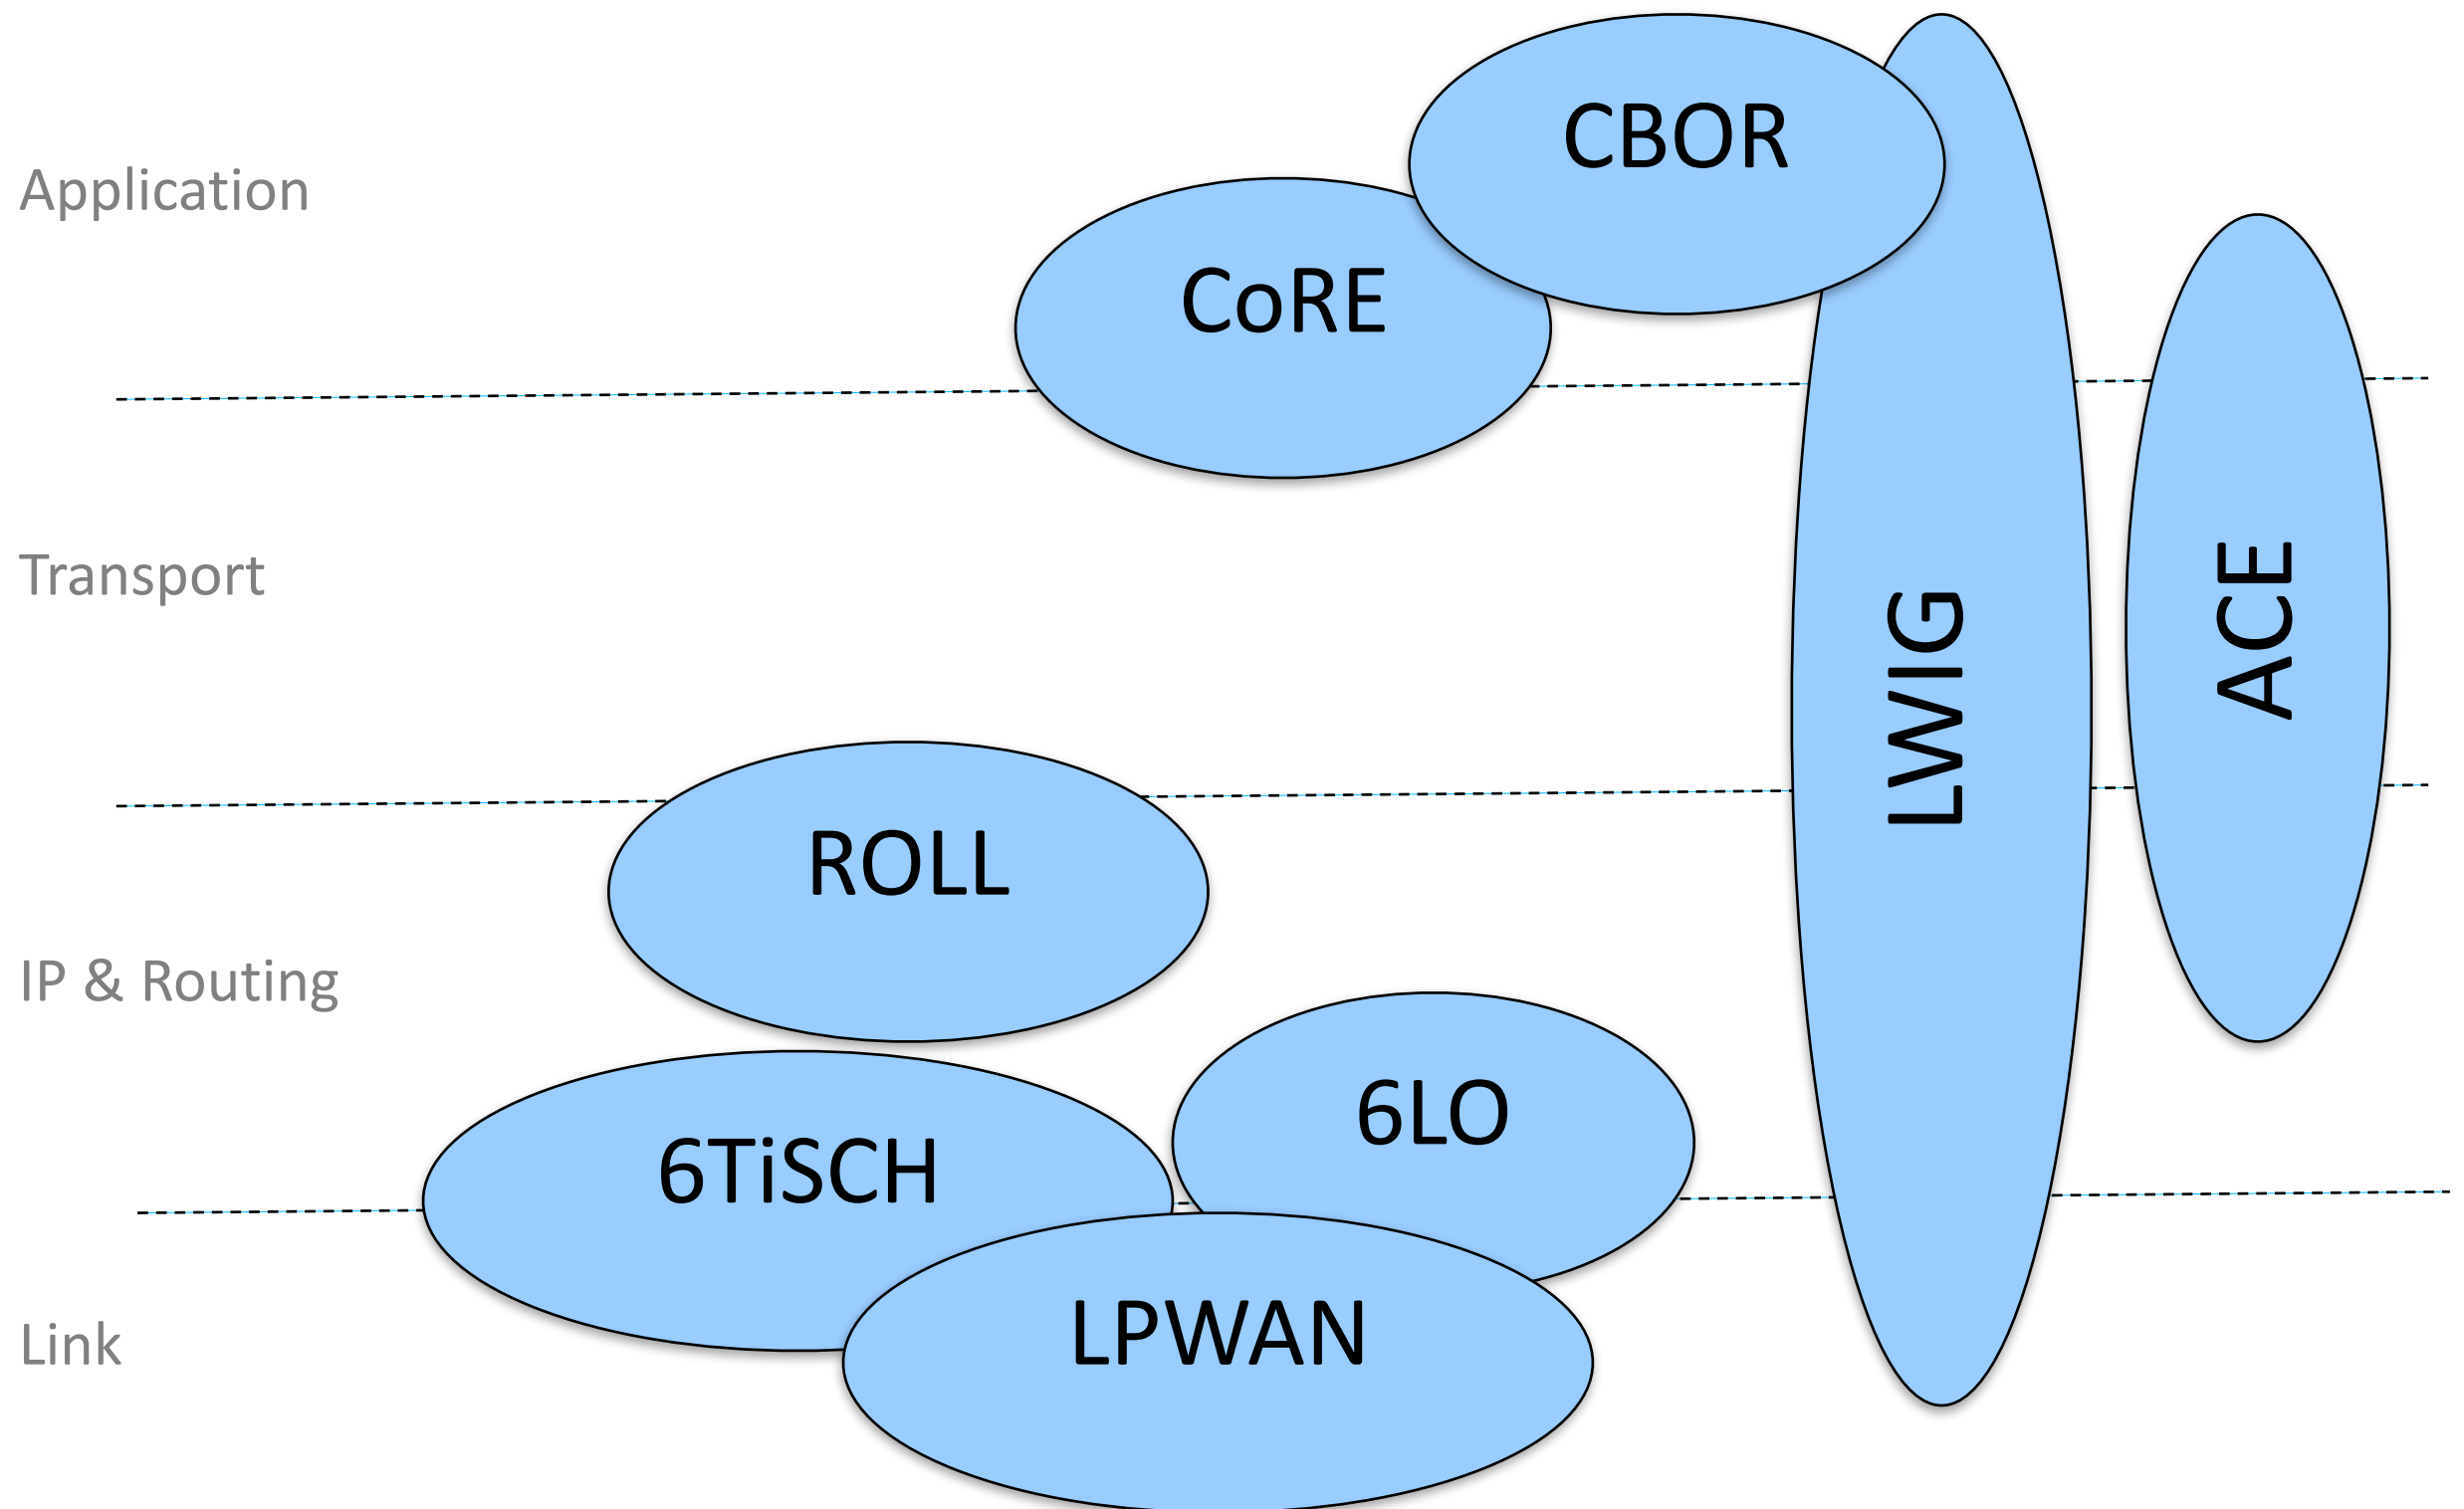 CBOR
Application
CoRE
Transport
LWIG
ACE
ROLL
IP & Routing
6LO
6TiSCH
LPWAN
Link